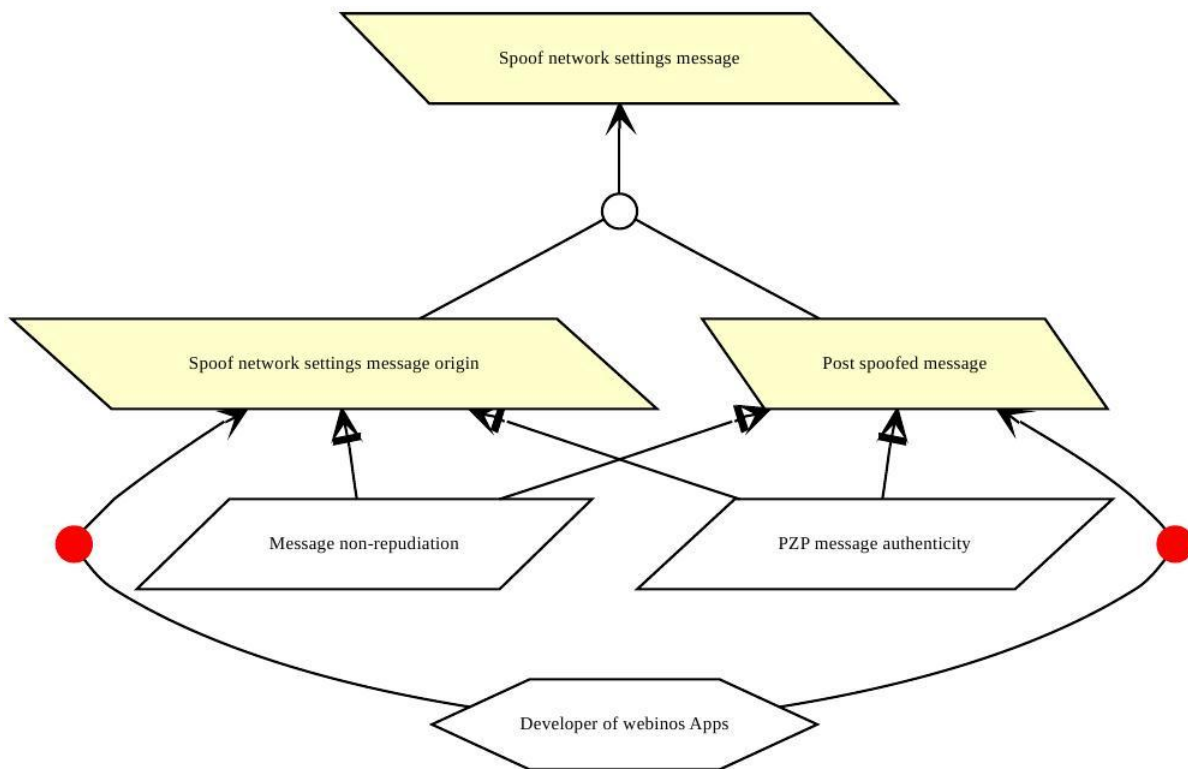 Spoof network settings message
Spoof network settings message origin
Post spoofed message
Message non-repudiation
PZP message authenticity
Developer of webinos Apps